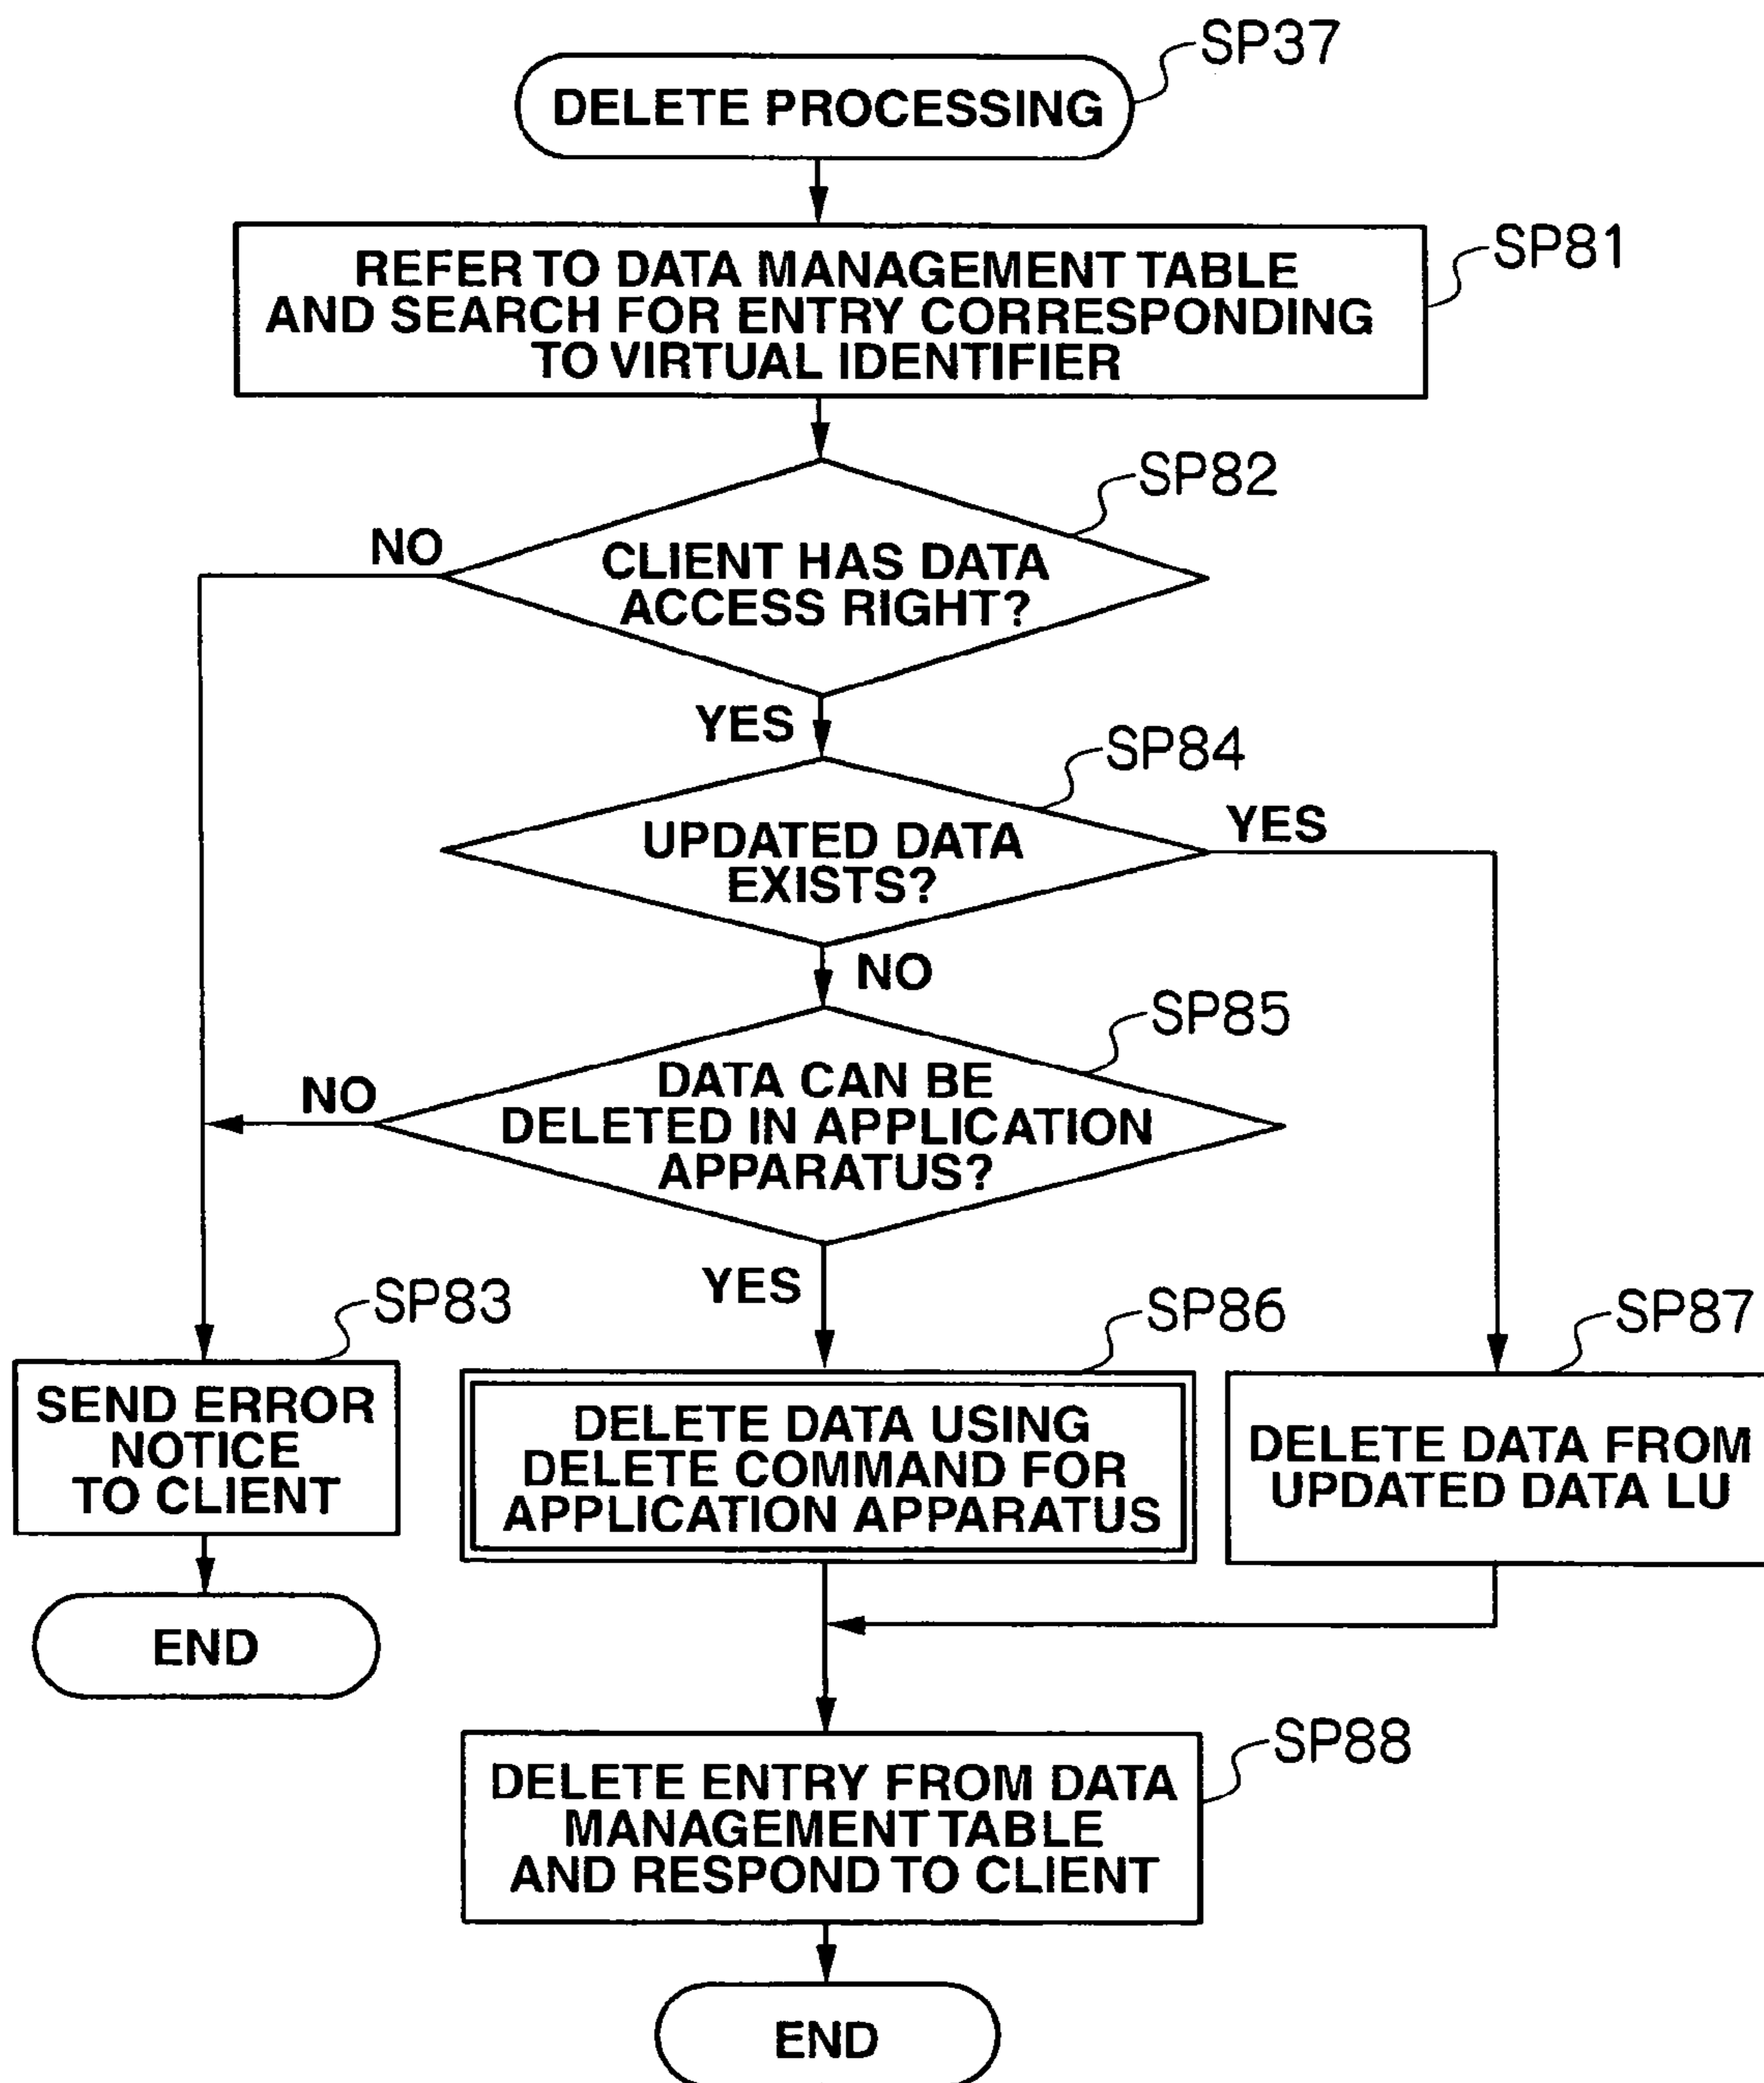 SP37
DELETE PROCESSING
SP81
REFER TO DATA MANAGEMENT TABLE
AND SEARCH FOR ENTRY CORRESPONDING
TO VIRTUAL IDENTIFIER
SP82
NO
CLIENT HAS DATA
ACCESS RIGHT?
YES
SP84
UPDATED DATA
EXISTS?
YES
NO
SP85
DATA CAN BE
DELETED IN APPLICATION
APPARATUS?
NO
YES
SP83
SEND ERROR
NOTICE
TO CLIENT
END
SP86
DELETE DATA USING
DELETE COMMAND FOR
APPLICATION APPARATUS
SP87
DELETE DATA FROM
UPDATED DATA LU
SP88
DELETE ENTRY FROM DATA
MANAGEMENT TABLE
AND RESPOND TO CLIENT
END